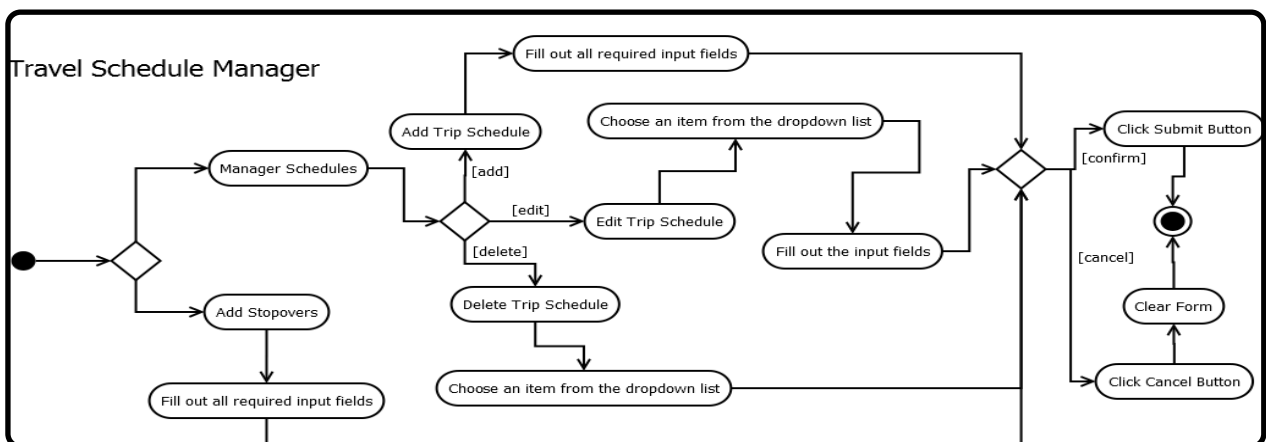 Travel Schedule Manager
Fill out all required input fields
Add Trip Schedule
Choose an item from the dropdown list
Click Submit Button
[confirm]
Manager Schedules
[add]
[edit]
Edit Trip Schedule
[delete]
Fill out the input fields
[cancel]
Add Stopovers
Delete Trip Schedule
Clear Form
Choose an item from the dropdown list
Click Cancel Button
Fill out all required input fields